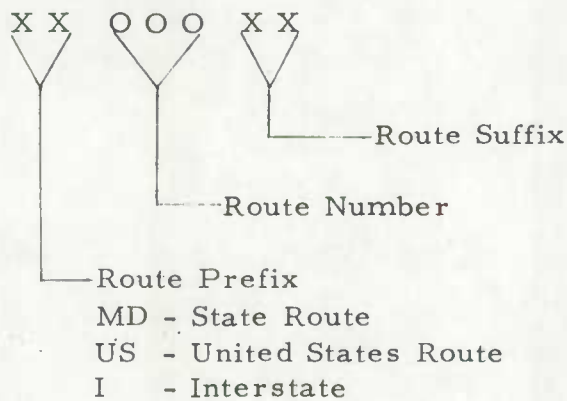 X X O O O X X
Route Suffix
Route Number
Route Prefix
MD - State Route
US - United States Route
I - Interstate